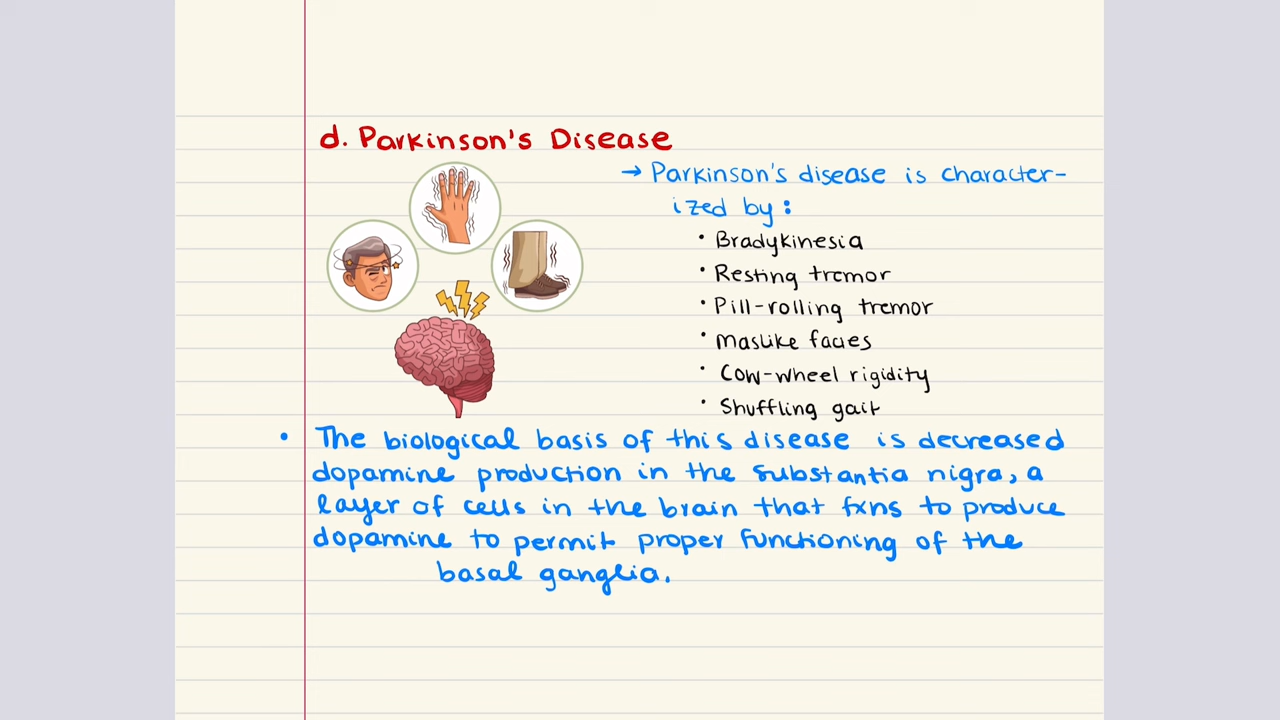 d. Parkinson's Disease
→ Parkinson's disease is character-
ized by:
• Bradykinesia
• Resting tremor
• Pill-rolling tremor
• Maslike facies
• Cow-wheel rigidity
• Shuffling gait
• The biological basis of this disease is decreased
dopamine production in the substantia nigra, a
layer of cells in the brain that fxns to produce
dopamine to permit proper functioning of the
basal ganglia.